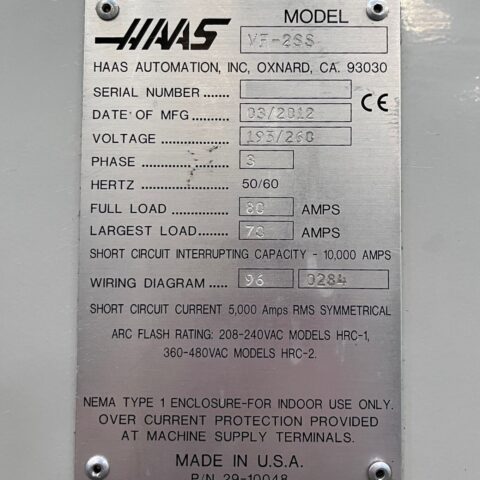 HAAS
MODEL
VF-2SS
HAAS AUTOMATION, INC, OXNARD, CA. 93030
SERIAL NUMBER ......
DATE OF MFG ........ 03/2012
CE
VOLTAGE ............ 195/260
PHASE ............... 3
HERTZ ............... 50/60
FULL LOAD ............ 80 AMPS
LARGEST LOAD ....... 70 AMPS
SHORT CIRCUIT INTERRUPTING CAPACITY - 10,000 AMPS
WIRING DIAGRAM ..... 96 0284
SHORT CIRCUIT CURRENT 5,000 Amps RMS SYMMETRICAL
ARC FLASH RATING: 208-240VAC MODELS HRC-1,
360-480VAC MODELS HRC-2.
NEMA TYPE 1 ENCLOSURE-FOR INDOOR USE ONLY.
OVER CURRENT PROTECTION PROVIDED
AT MACHINE SUPPLY TERMINALS.
MADE IN U.S.A.
P/N 29-10048